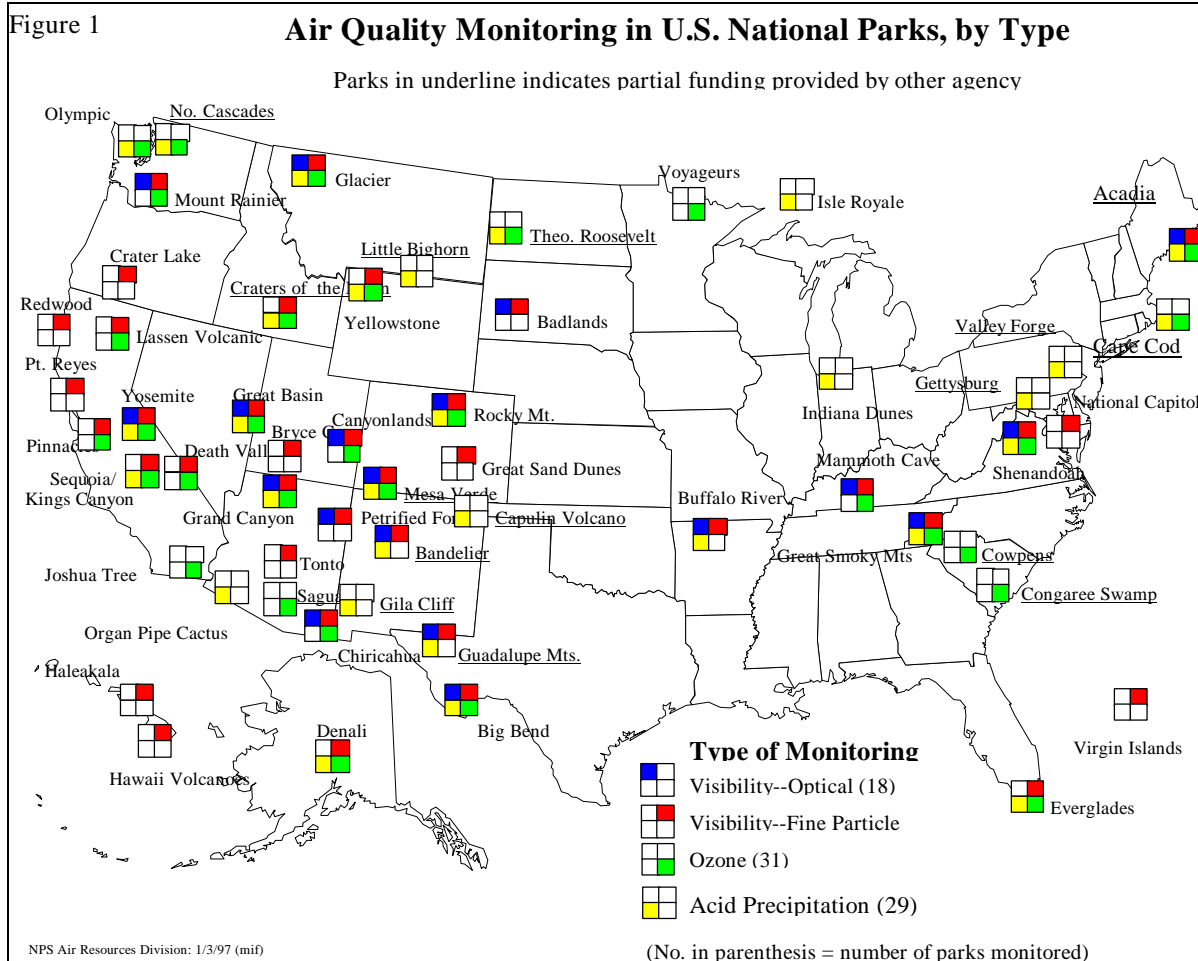 Figure 1
Air Quality Monitoring in U.S. National Parks, by Type
Parks in underline indicates partial funding provided by other agency
Olympic
No. Cascades
Mount Rainier
Glacier
Voyageurs
Isle Royale
Acadia
Theo. Roosevelt
Little Bighorn
Crater Lake
Craters of the
Yellowstone
Badlands
Redwood
Lassen Volcanic
Valley Forge
Cape Cod
Pt. Reyes
Gettysburg
National Capitol
Yosemite
Great Basin
Canyonlands
Rocky Mt.
Indiana Dunes
Bryce
Pinnacles
Death Vall
Great Sand Dunes
Mammoth Cave
Shenandoah
Sequoia/
Kings Canyon
Mesa Verde
Buffalo River
Grand Canyon
Petrified For
Capulin Volcano
Bandelier
Great Smoky Mts
Cowpens
Joshua Tree
Tonto
Congaree Swamp
Sagu
Gila Cliff
Organ Pipe Cactus
Chiricahua
Guadalupe Mts.
Haleakala
Denali
Big Bend
Hawaii Volcanoes
Virgin Islands
Everglades
Type of Monitoring
Visibility--Optical (18)
Visibility--Fine Particle
Ozone (31)
Acid Precipitation (29)
NPS Air Resources Division: 1/3/97 (mif)
(No. in parenthesis = number of parks monitored)